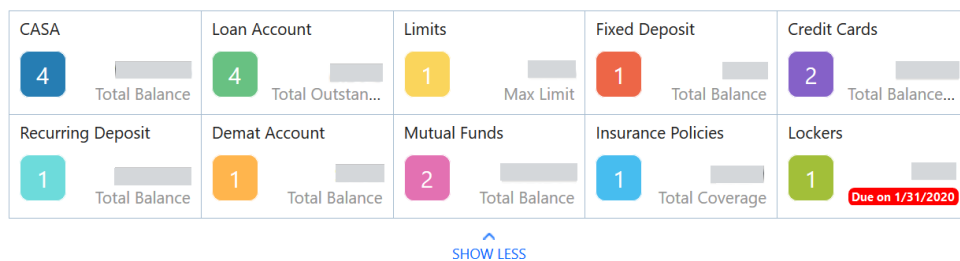 CASA
4
Total Balance
Loan Account
4
Total Outstan...
Limits
1
Max Limit
Fixed Deposit
1
Total Balance
Credit Cards
2
Total Balance...
Recurring Deposit
1
Total Balance
Demat Account
1
Total Balance
Mutual Funds
2
Total Balance
Insurance Policies
1
Total Coverage
Lockers
1
Due on 1/31/2020
SHOW LESS